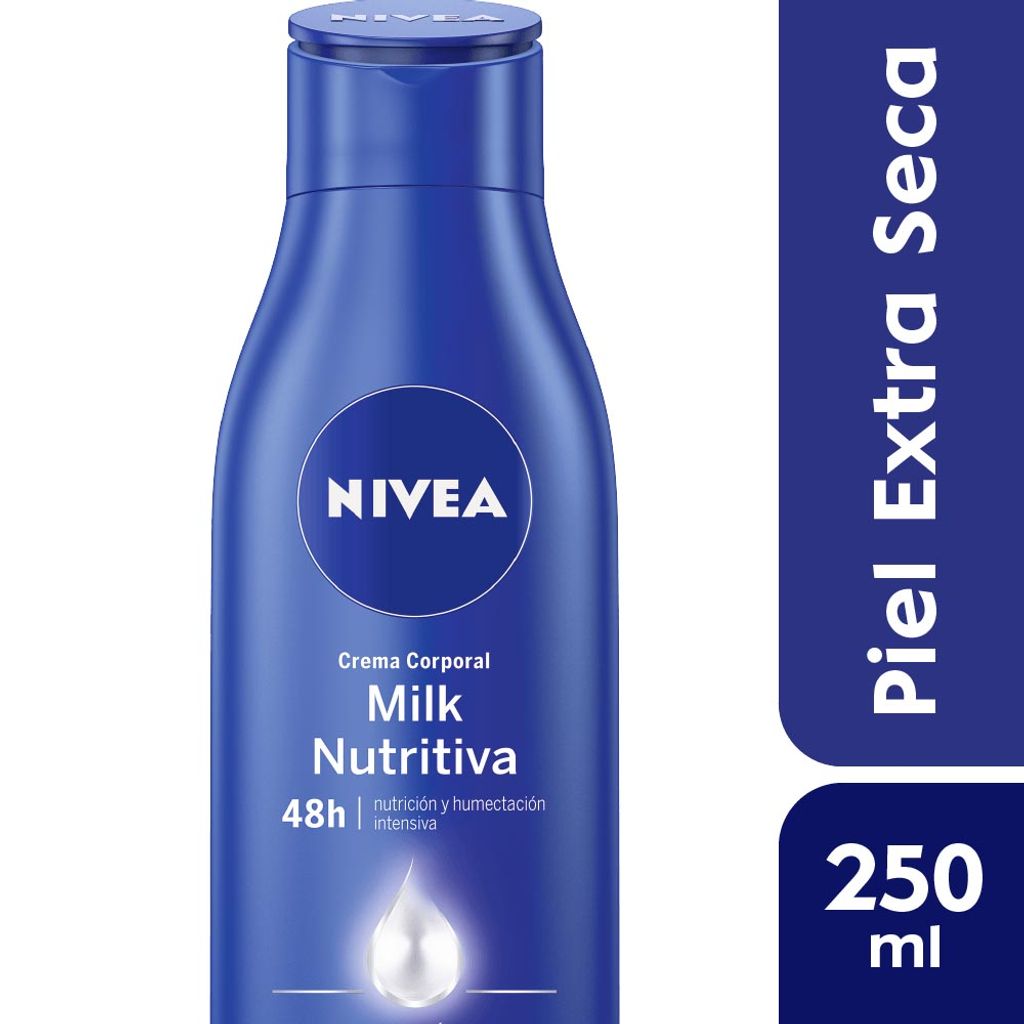 NIVEA
NIVEA
Crema Corporal
Milk
Nutritiva
48h
nutrición y humectación
intensiva
Piel Extra Seca
250
ml